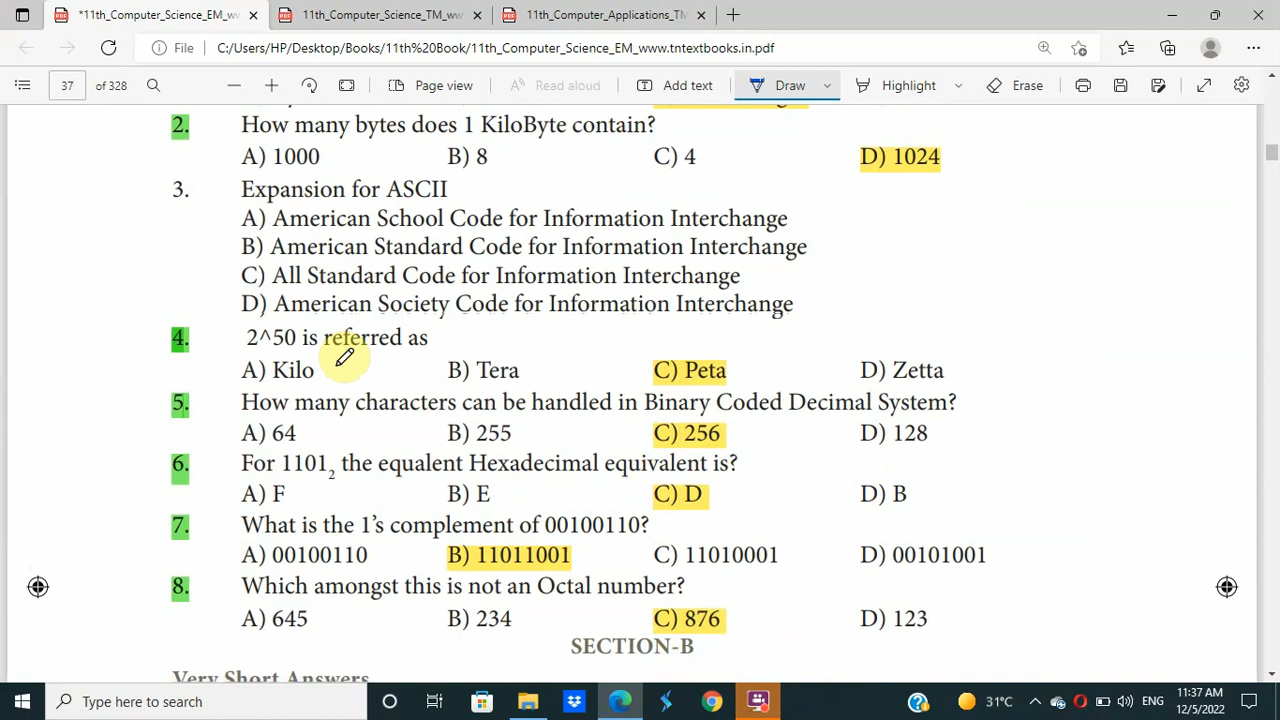 *11th_Computer_Science_EM_ww
11th_Computer_Science_TM_www
11th_Computer_Applications_TM
File C:/Users/HP/Desktop/Books/11th%20Book/11th_Computer_Science_EM_www.tntextbooks.in.pdf
37 of 328 Page view Read aloud Add text Draw Highlight Erase
2. How many bytes does 1 KiloByte contain?
A) 1000 B) 8 C) 4 D) 1024
3. Expansion for ASCII
A) American School Code for Information Interchange
B) American Standard Code for Information Interchange
C) All Standard Code for Information Interchange
D) American Society Code for Information Interchange
4. 2^50 is referred as
A) Kilo B) Tera C) Peta D) Zetta
5. How many characters can be handled in Binary Coded Decimal System?
A) 64 B) 255 C) 256 D) 128
6. For 1101₂ the equalent Hexadecimal equivalent is?
A) F B) E C) D D) B
7. What is the 1's complement of 00100110?
A) 00100110 B) 11011001 C) 11010001 D) 00101001
8. Which amongst this is not an Octal number?
A) 645 B) 234 C) 876 D) 123
SECTION-B
Very Short Answers
Type here to search 31°C ENG 11:37 AM
12/5/2022